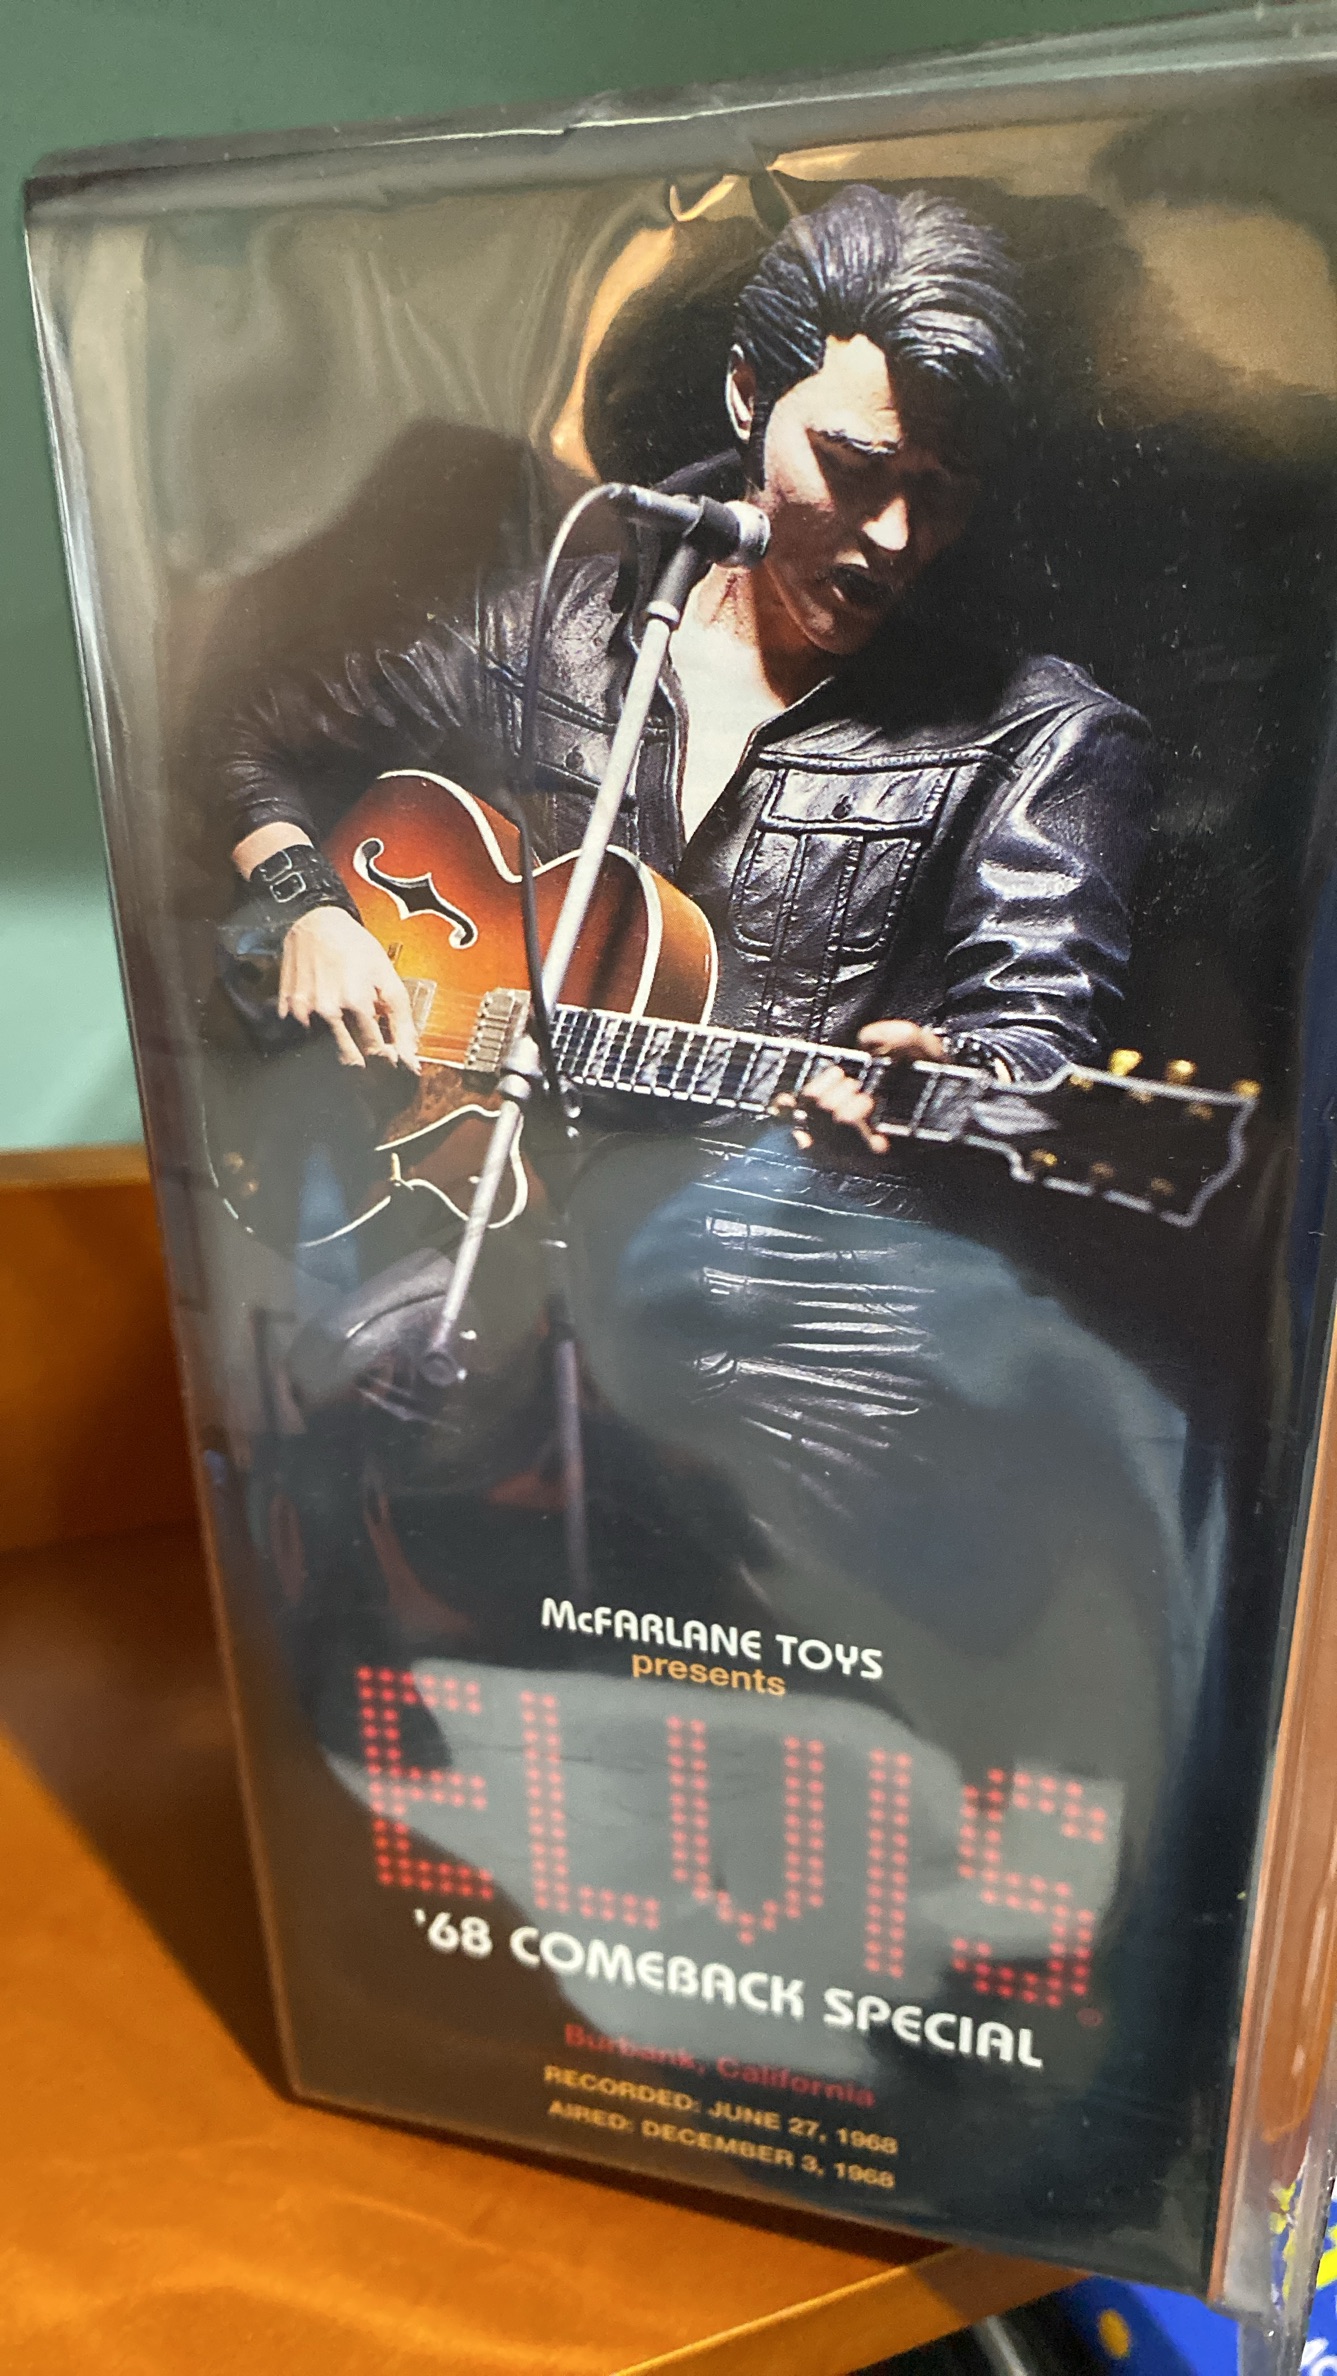 McFARLANE TOYS
presents
ELVIS®
'68 COMEBACK SPECIAL
Burbank, California
RECORDED: JUNE 27, 1968
AIRED: DECEMBER 3, 1968